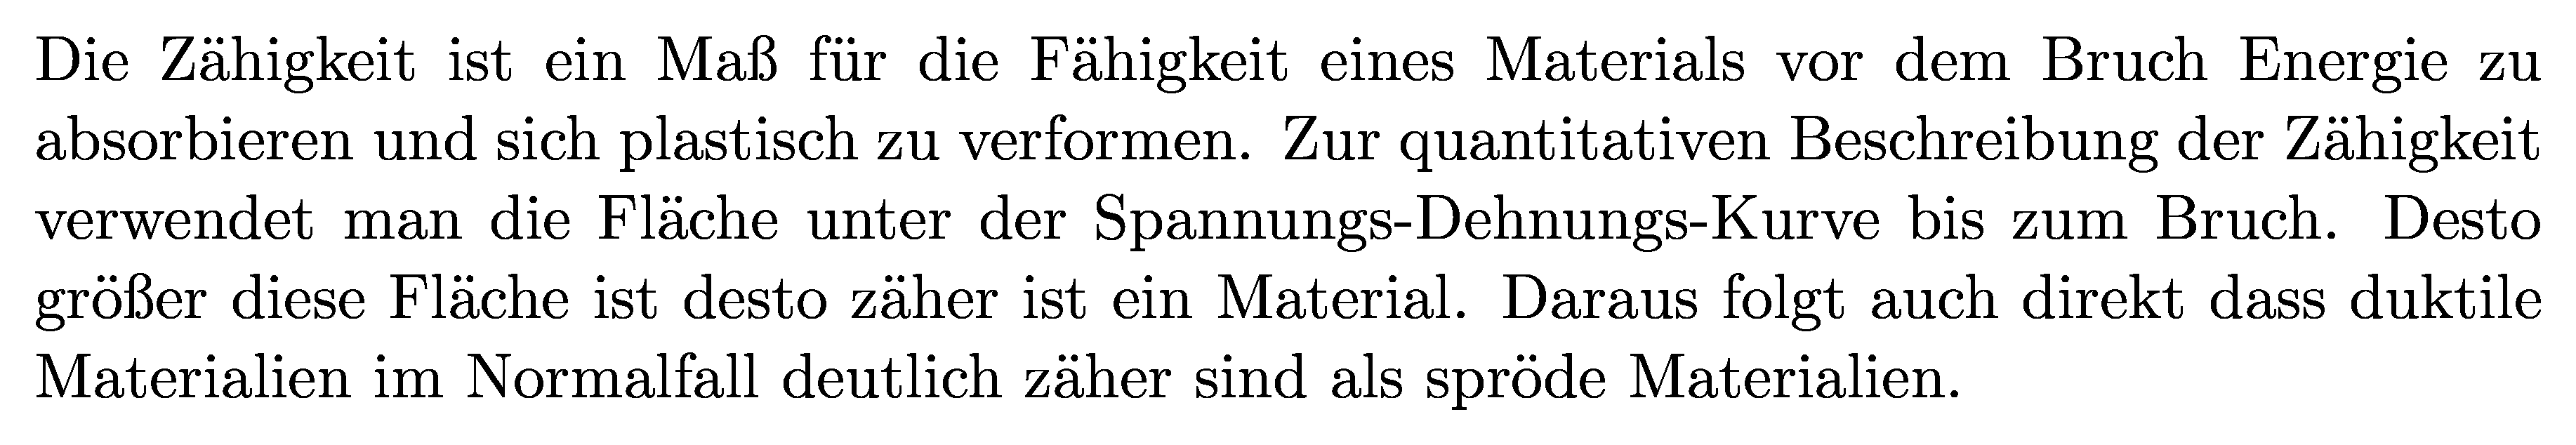 Die Zähigkeit ist ein Maß für die Fähigkeit eines Materials vor dem Bruch Energie zu
absorbieren und sich plastisch zu verformen. Zur quantitativen Beschreibung der Zähigkeit
verwendet man die Fläche unter der Spannungs-Dehnungs-Kurve bis zum Bruch. Desto
größer diese Fläche ist desto zäher ist ein Material. Daraus folgt auch direkt dass duktile
Materialien im Normalfall deutlich zäher sind als spröde Materialien.